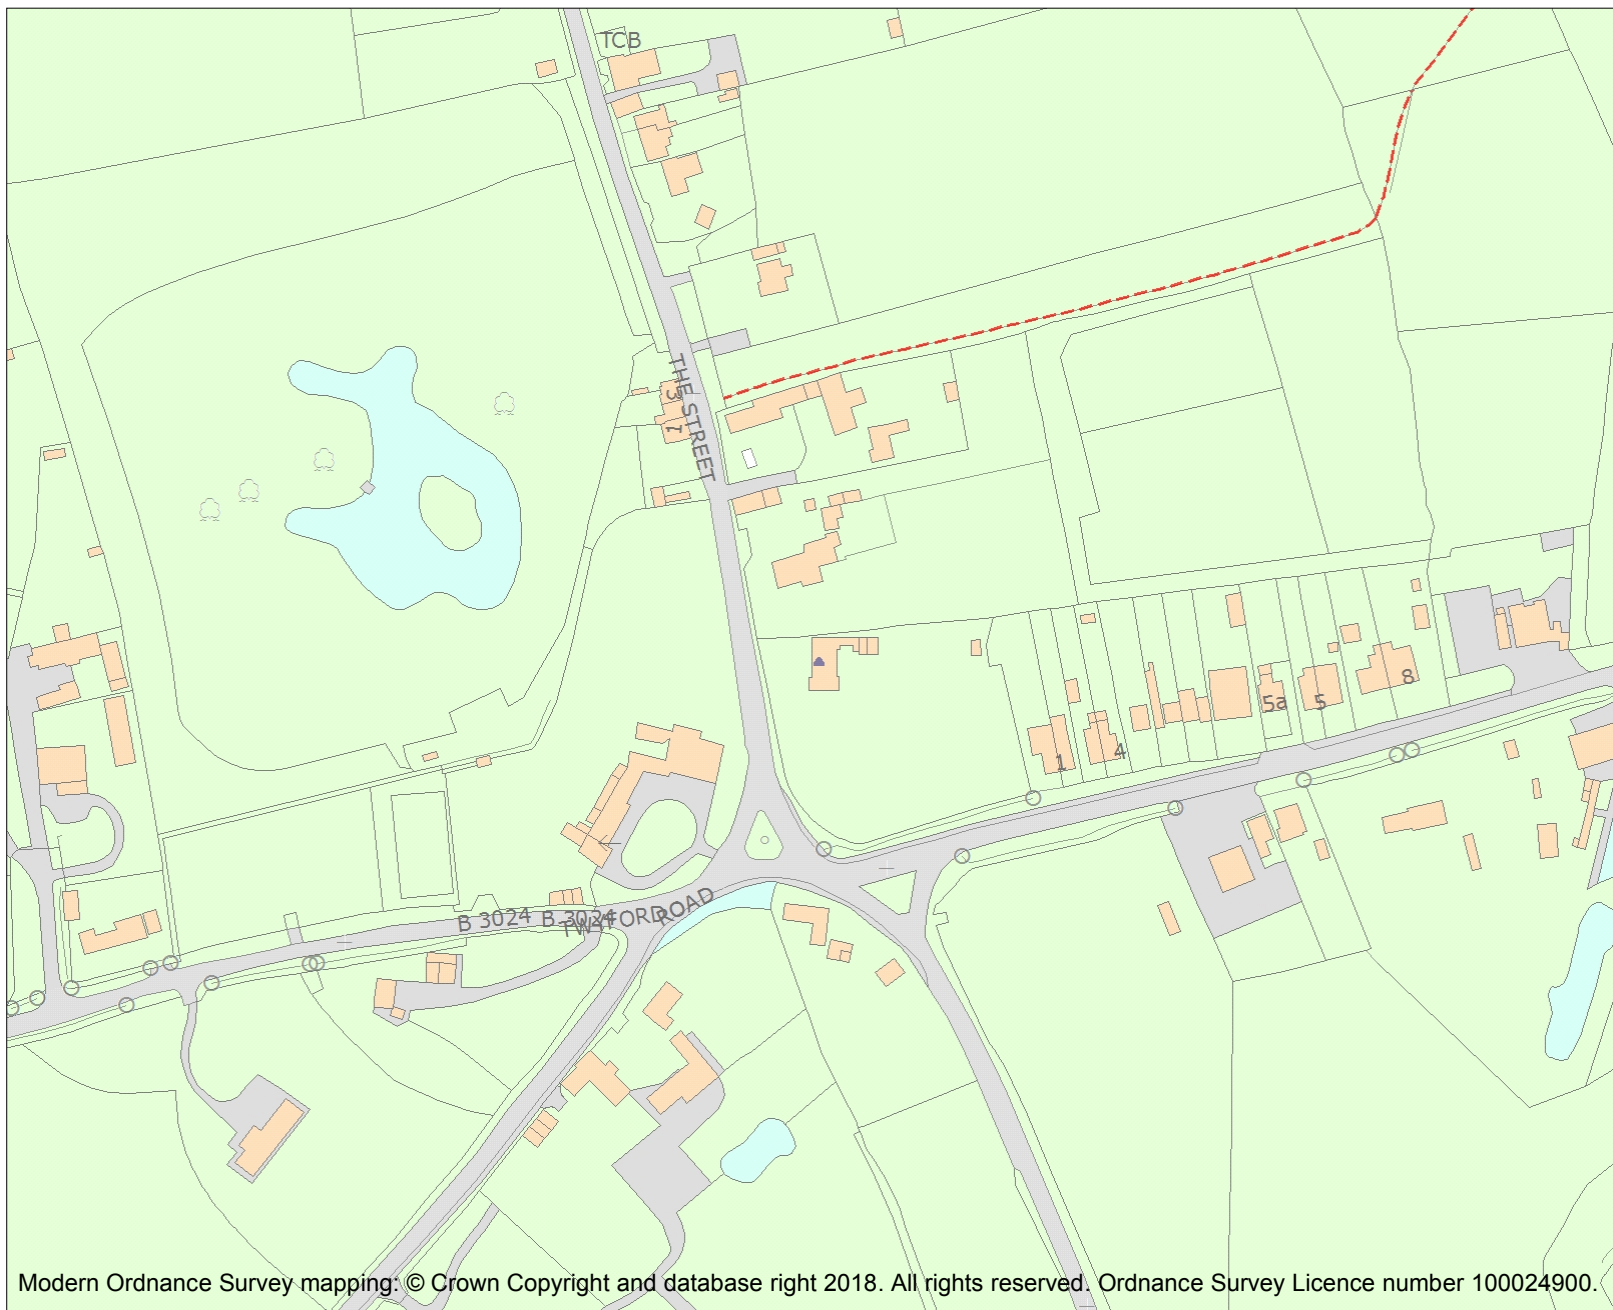 TCB
THE STREET
3
1
8
5a
5
4
1
B 3024
B 3024
TWYFORD
ROAD
Modern Ordnance Survey mapping: © Crown Copyright and database right 2018. All rights reserved. Ordnance Survey Licence number 100024900.